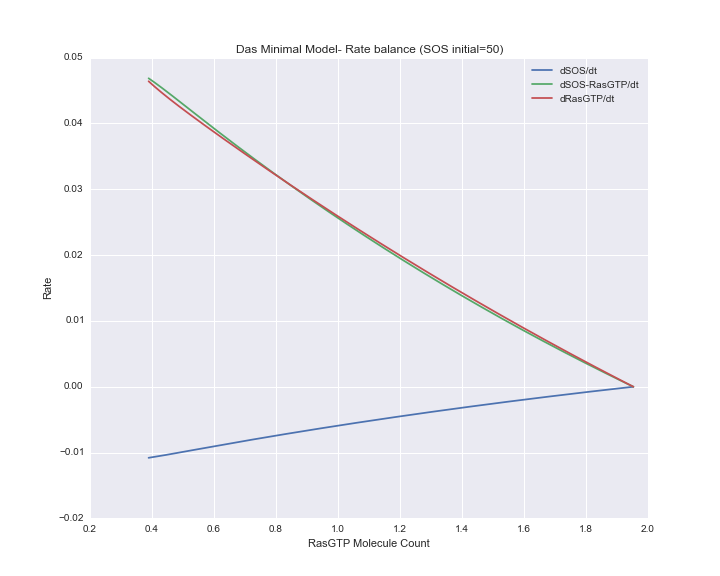 Das Minimal Model- Rate balance (SOS initial=50)
0.05
0.04
0.03
0.02
0.01
0.00
−0.01
−0.02
Rate
dSOS/dt
dSOS-RasGTP/dt
dRasGTP/dt
0.2 0.4 0.6 0.8 1.0 1.2 1.4 1.6 1.8 2.0
RasGTP Molecule Count